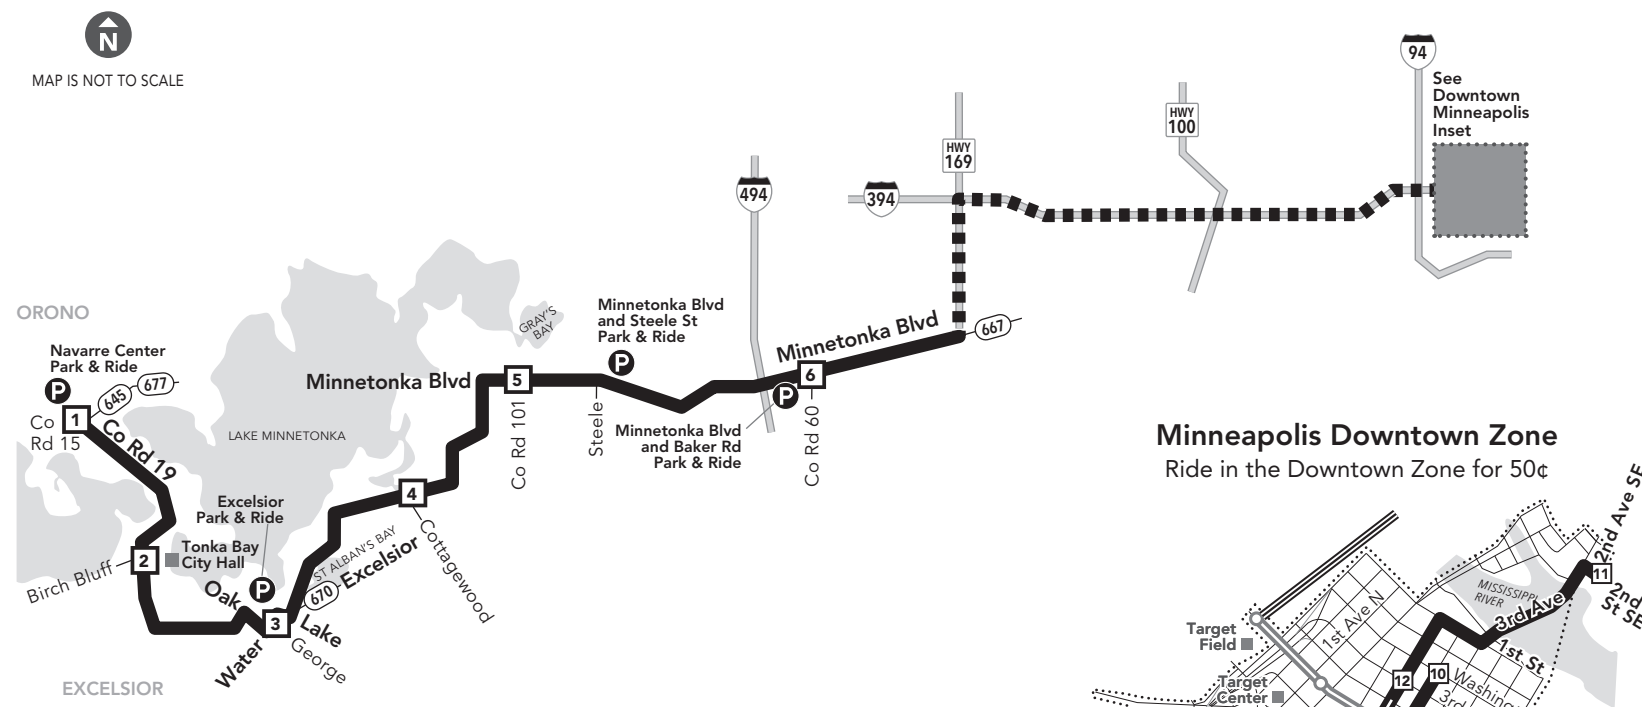 N
MAP IS NOT TO SCALE
94
See
Downtown
Minneapolis
Inset
HWY
100
HWY
169
494
394
ORONO
Navarre Center
Park & Ride
P
645
677
1
Co
Rd 15
Co Rd 19
LAKE MINNETONKA
GRAY'S
BAY
Minnetonka Blvd
and Steele St
Park & Ride
P
Minnetonka Blvd
667
Minnetonka Blvd
5
6
P
Co Rd 101
Steele
Minnetonka Blvd
and Baker Rd
Park & Ride
Co Rd 60
4
Cottagewood
Excelsior
Park & Ride
P
2
Tonka Bay
City Hall
Birch Bluff
Oak
ST ALBAN'S BAY
Excelsior
670
3
Lake
George
Water
EXCELSIOR
Minneapolis Downtown Zone
Ride in the Downtown Zone for 50¢
2nd Ave SE
11
2nd
St SE
MISSISSIPPI
RIVER
3rd Ave
1st St
1st Ave N
Target
Field
Target
Center
12
10
3rd